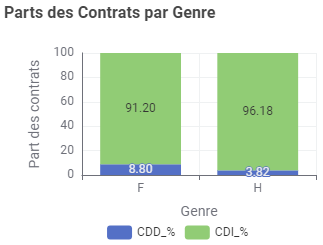 Parts des Contrats par Genre
Part des contrats
100
80
60
40
20
0
91.20
96.18
8.80
3.82
F
H
Genre
CDD_%
CDI_%